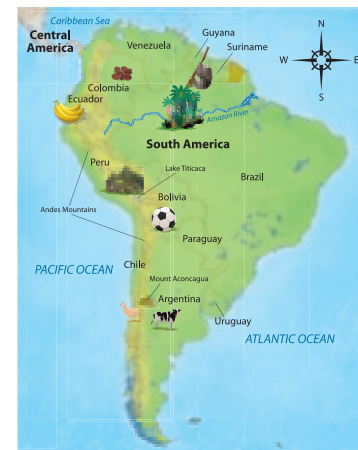 Caribbean Sea
Central
America
Venezuela
Guyana
Suriname
N
W
E
S
Colombia
Ecuador
Amazon River
South America
Peru
Lake Titicaca
Brazil
Bolivia
Andes Mountains
Paraguay
PACIFIC OCEAN
Chile
Mount Aconcagua
Argentina
Uruguay
ATLANTIC OCEAN